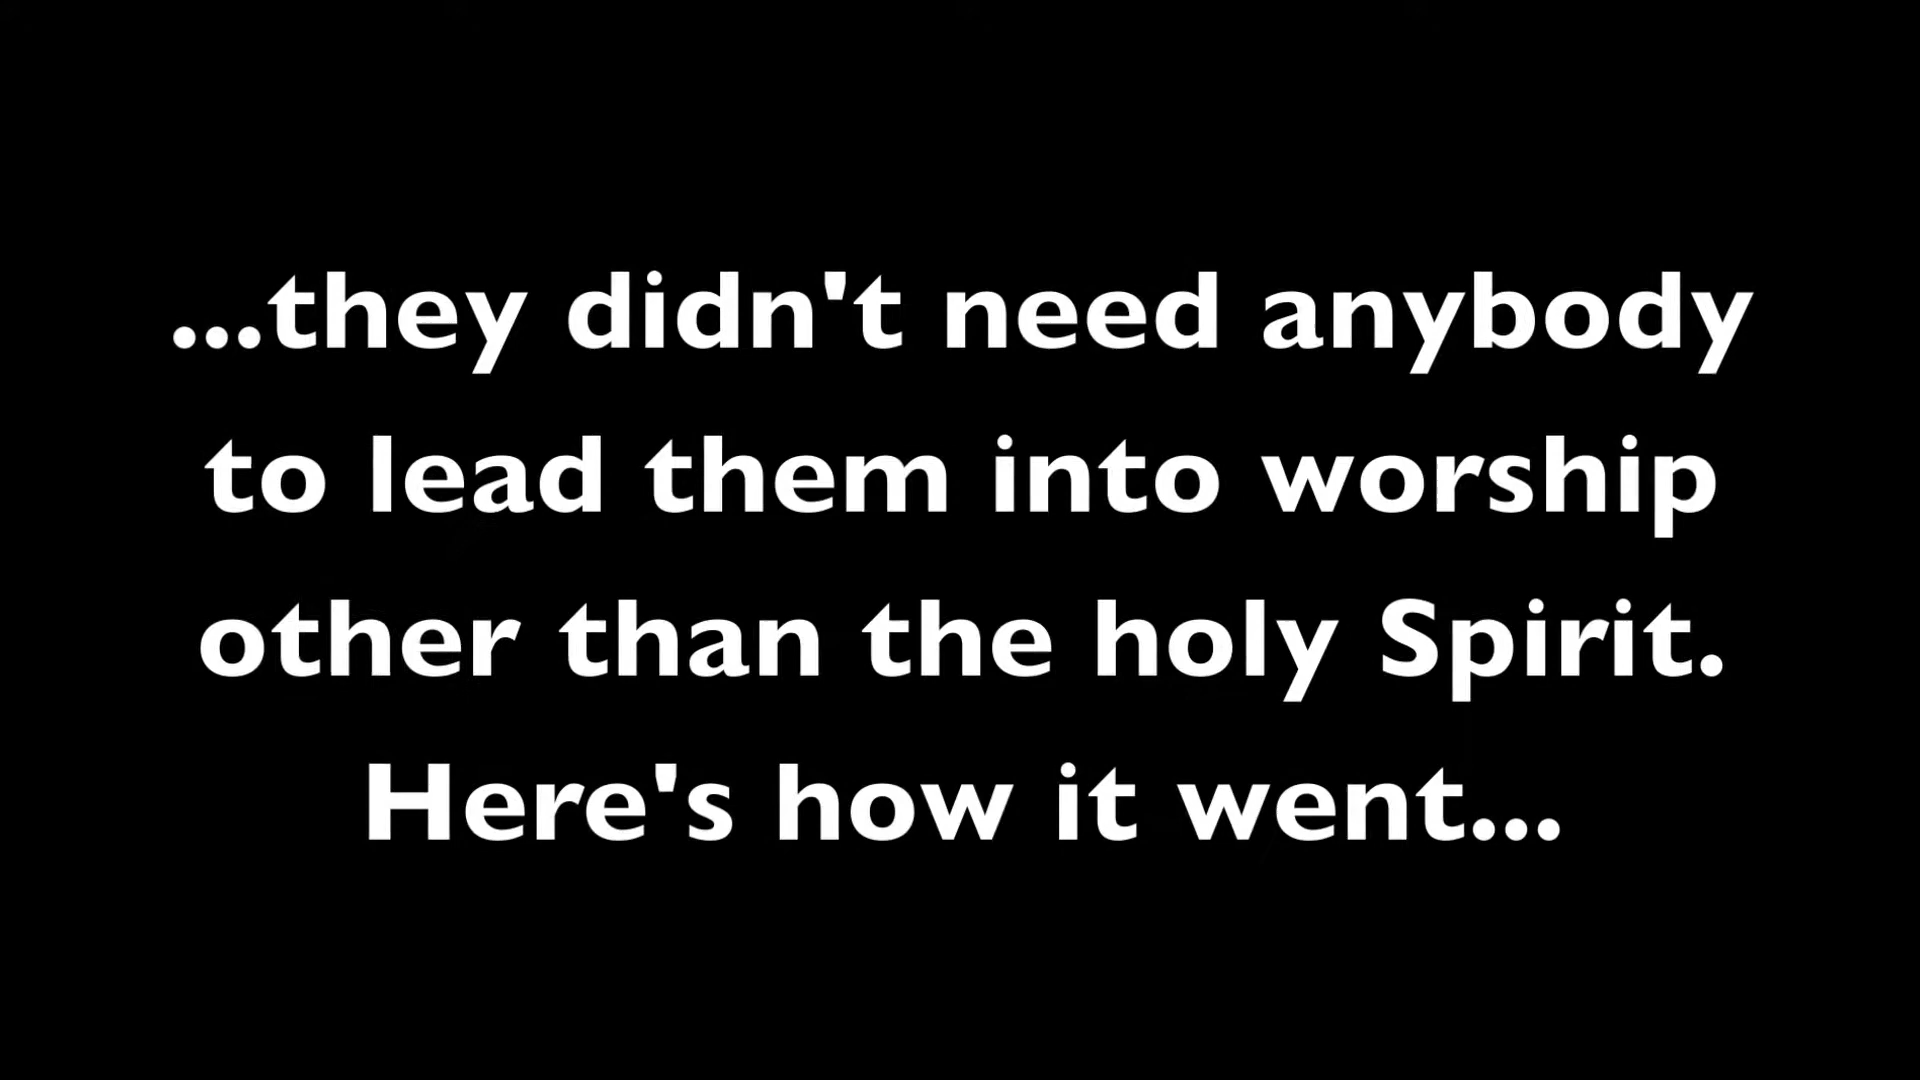 ...they didn't need anybody
to lead them into worship
other than the holy Spirit.
Here's how it went...